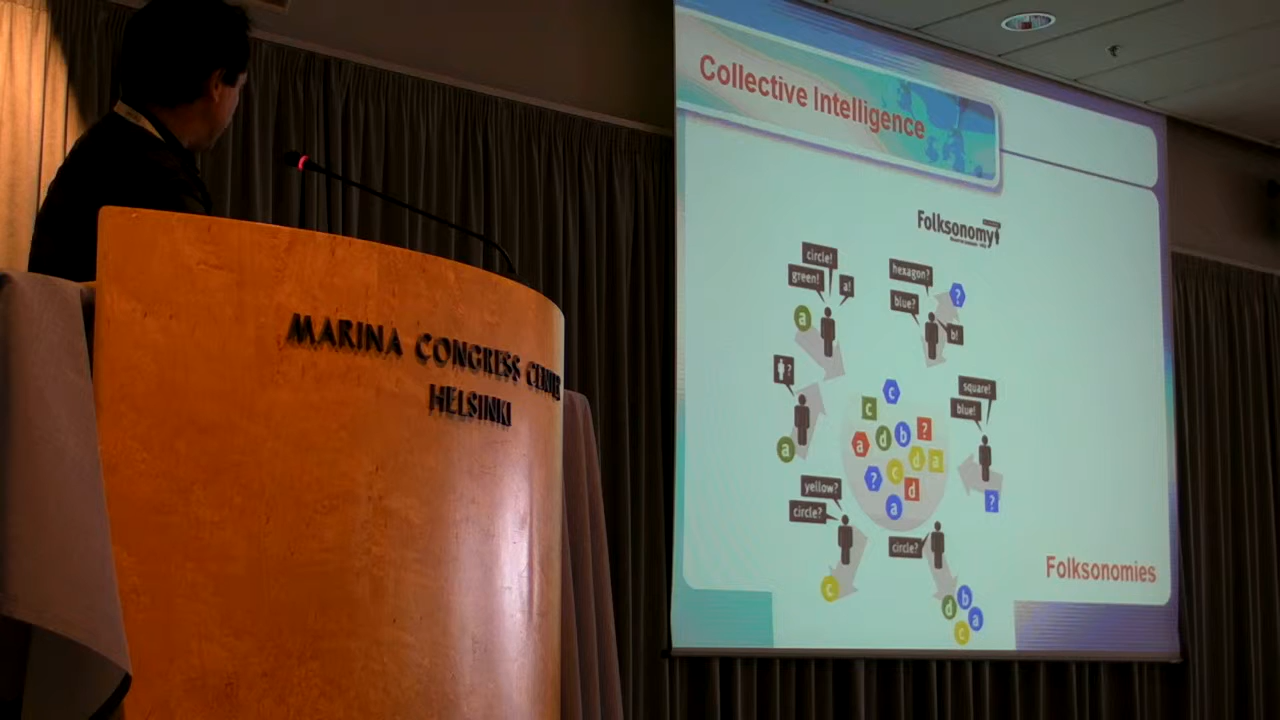 MARINA CONGRESS CENTER
HELSINKI
Collective Intelligence
Folksonomy
circle!
green!
a!
a
hexagon?
blue?
b!
?
?
a
square!
blue!
?
c
c
a
d
b
?
?
c
d
a
d
a
yellow?
circle?
c
circle?
d
b
a
c
Folksonomies